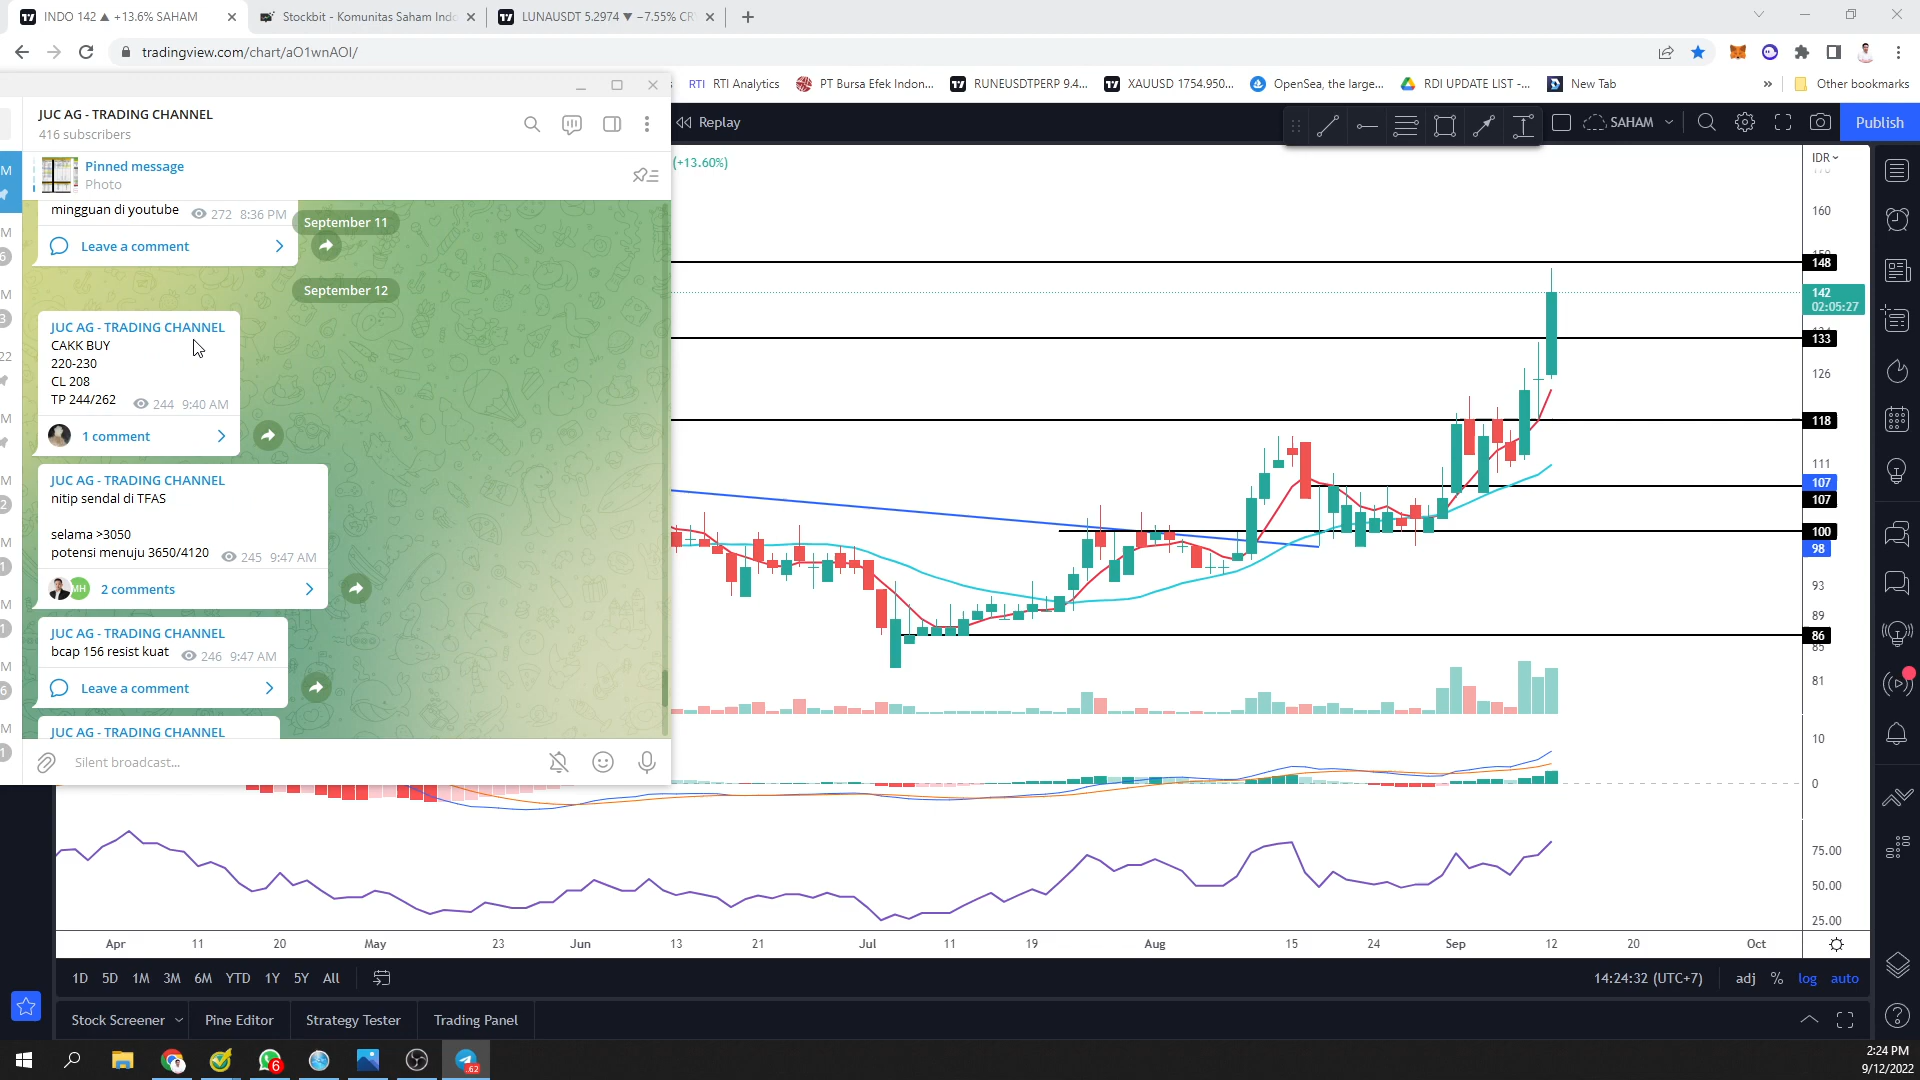 INDO 142 ▲ +13.6% SAHAM
Stockbit - Komunitas Saham Indo
LUNAUSDT 5.2974 ▼ −7.55% CR
tradingview.com/chart/aO1wnAOI/
RTI RTI Analytics
PT Bursa Efek Indon...
RUNEUSDTPERP 9.4...
XAUUSD 1754.950...
OpenSea, the large...
RDI UPDATE LIST -...
New Tab
Other bookmarks
JUC AG - TRADING CHANNEL
416 subscribers
Pinned message
Photo
mingguan di youtube
272 8:36 PM
Leave a comment
September 11
September 12
JUC AG - TRADING CHANNEL
CAKK BUY
220-230
CL 208
TP 244/262
244 9:40 AM
1 comment
JUC AG - TRADING CHANNEL
nitip sendal di TFAS
selama >3050
potensi menuju 3650/4120
245 9:47 AM
MH
2 comments
JUC AG - TRADING CHANNEL
bcap 156 resist kuat
246 9:47 AM
Leave a comment
JUC AG - TRADING CHANNEL
Silent broadcast...
Replay
SAHAM
Publish
(+13.60%)
IDR
160
148
142
02:05:27
133
126
118
111
107
107
100
98
93
89
86
85
81
10
0
75.00
50.00
25.00
Apr 11 20 May 23 Jun 13 21 Jul 11 19 Aug 15 24 Sep 12 20 Oct
1D 5D 1M 3M 6M YTD 1Y 5Y All
14:24:32 (UTC+7)
adj % log auto
Stock Screener
Pine Editor
Strategy Tester
Trading Panel
6
62
2:24 PM
9/12/2022